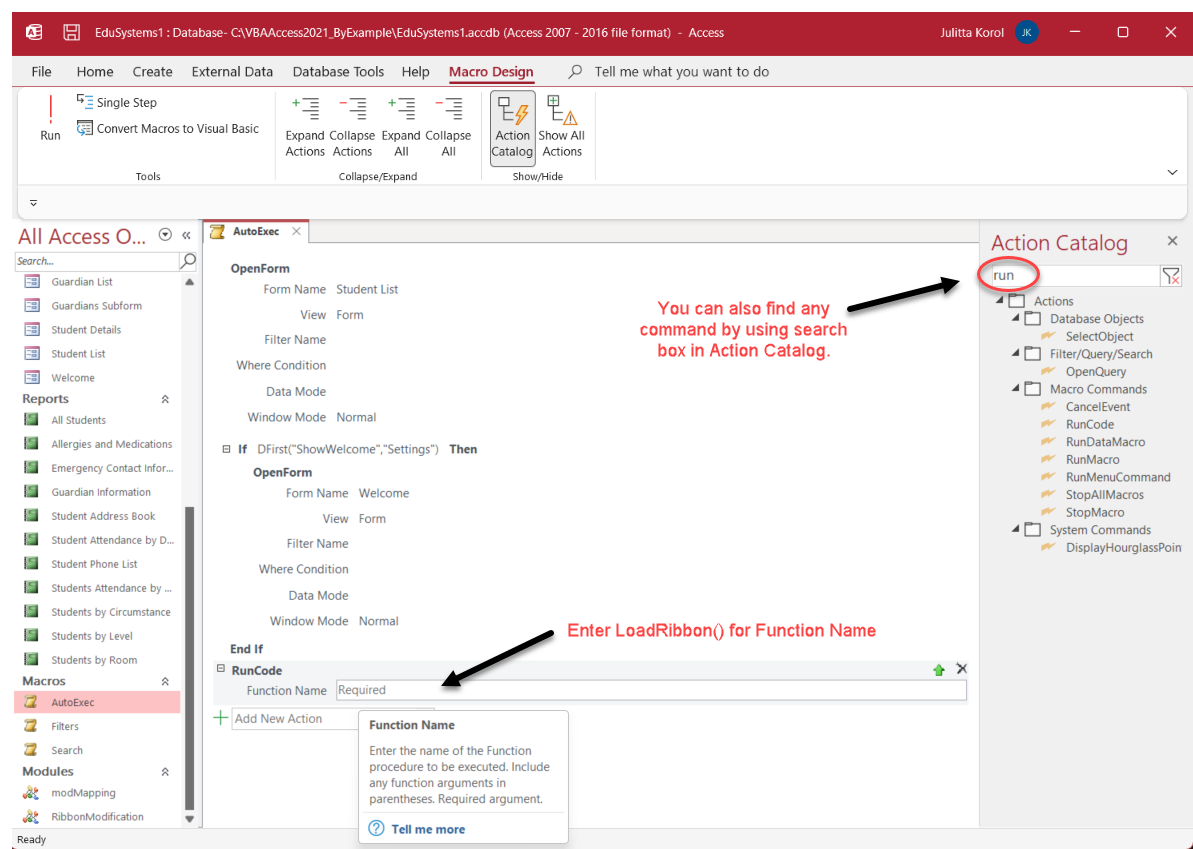 EduSystems1 : Database- C:\VBAAccess2021_ByExample\EduSystems1.accdb (Access 2007 - 2016 file format) - Access
Julitta Korol
JK
File Home Create External Data Database Tools Help Macro Design Tell me what you want to do
Run
Single Step
Convert Macros to Visual Basic
Tools
Expand Actions
Collapse Actions
Expand All
Collapse All
Collapse/Expand
Action Catalog
Show All Actions
Show/Hide
All Access O...
Search...
Guardian List
Guardians Subform
Student Details
Student List
Welcome
Reports
All Students
Allergies and Medications
Emergency Contact Infor...
Guardian Information
Student Address Book
Student Attendance by D...
Student Phone List
Students Attendance by ...
Students by Circumstance
Students by Level
Students by Room
Macros
AutoExec
Filters
Search
Modules
modMapping
RibbonModification
Ready
AutoExec
OpenForm
Form Name Student List
View Form
Filter Name
Where Condition
Data Mode
Window Mode Normal
If DFirst("ShowWelcome","Settings") Then
OpenForm
Form Name Welcome
View Form
Filter Name
Where Condition
Data Mode
Window Mode Normal
End If
RunCode
Function Name Required
Add New Action
Function Name
Enter the name of the Function
procedure to be executed. Include
any function arguments in
parentheses. Required argument.
Tell me more
You can also find any
command by using search
box in Action Catalog.
Enter LoadRibbon() for Function Name
Action Catalog
run
Actions
Database Objects
SelectObject
Filter/Query/Search
OpenQuery
Macro Commands
CancelEvent
RunCode
RunDataMacro
RunMacro
RunMenuCommand
StopAllMacros
StopMacro
System Commands
DisplayHourglassPoin